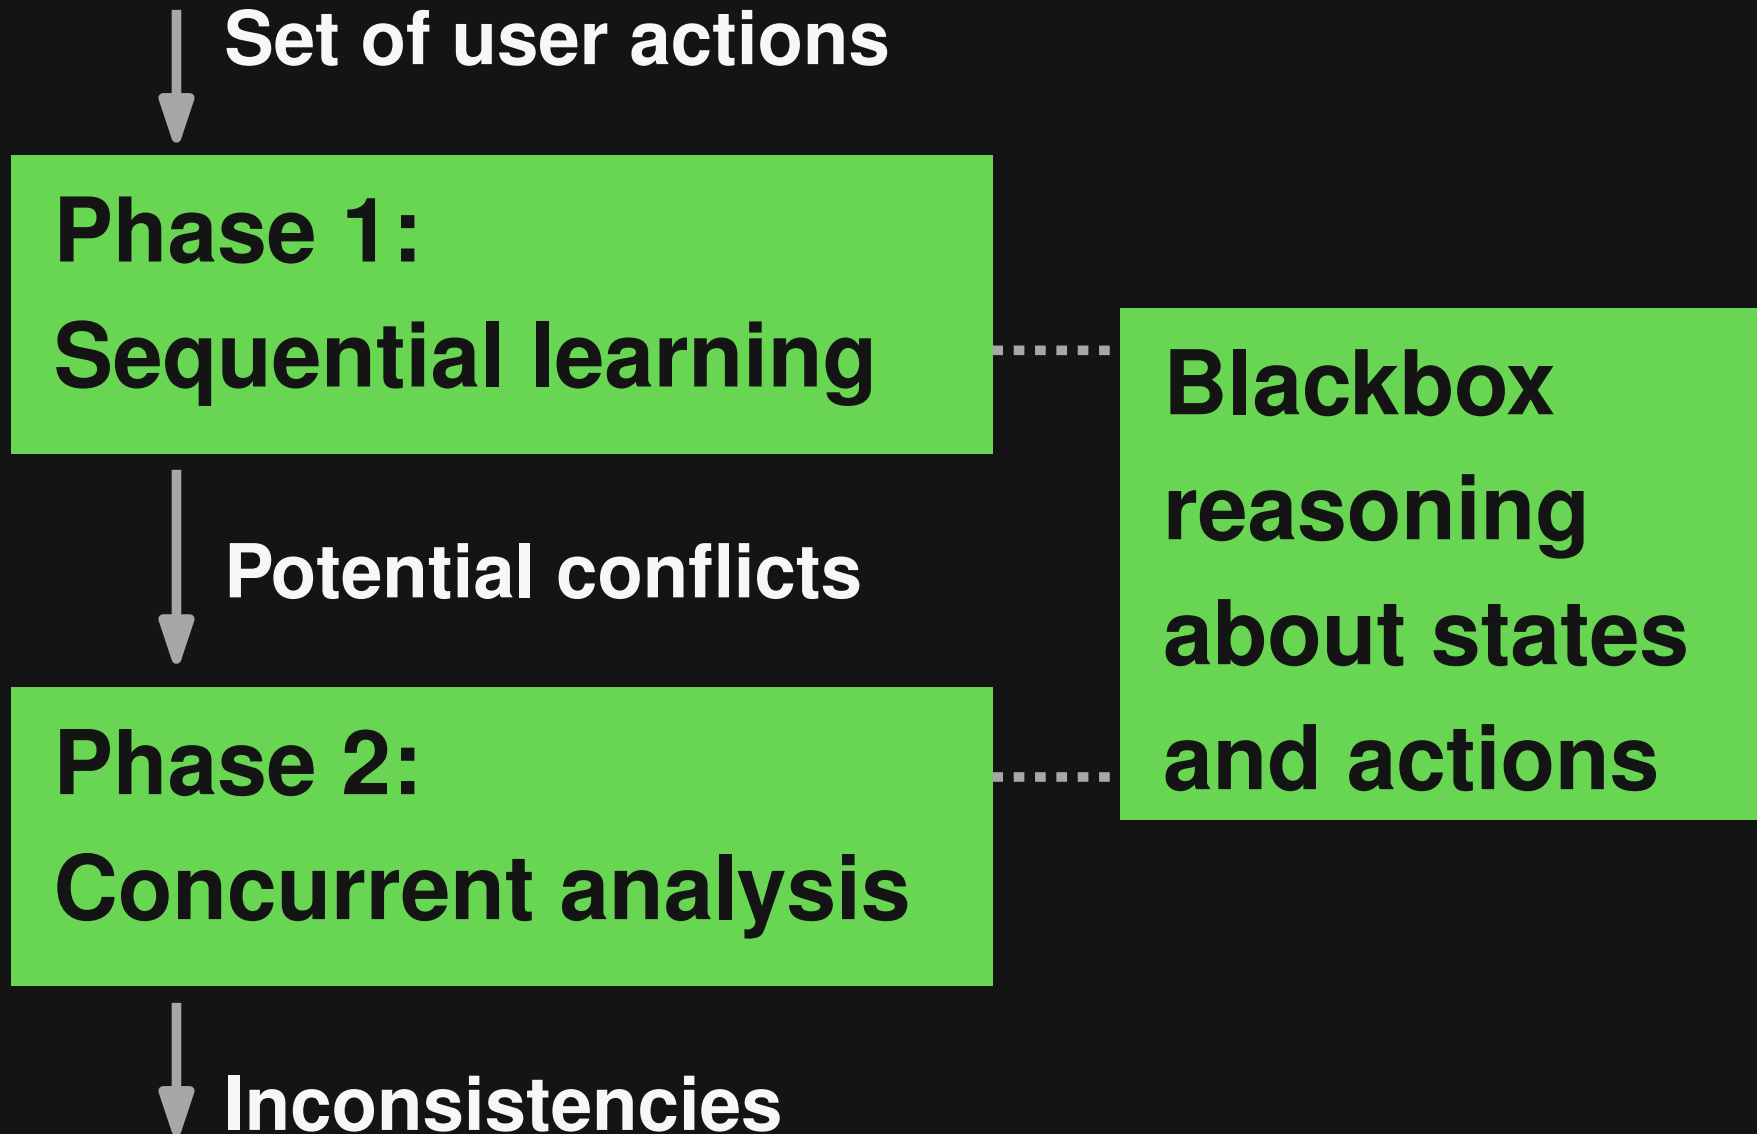 Set of user actions
Phase 1:
Sequential learning
Potential conflicts
Phase 2:
Concurrent analysis
Inconsistencies
Blackbox
reasoning
about states
and actions